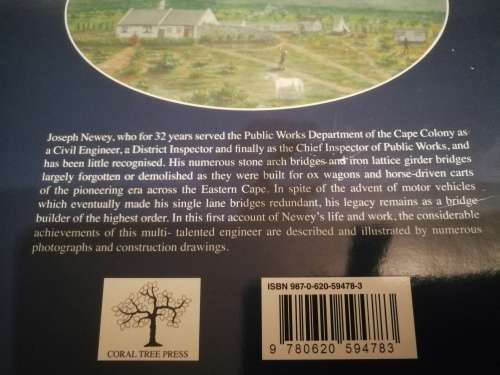 Joseph Newey, who for 32 years served the Public Works Department of the Cape Colony as
a Civil Engineer, a District Inspector and finally as the Chief Inspector of Public Works, and
has been little recognised. His numerous stone arch bridges and iron lattice girder bridges
largely forgotten or demolished as they were built for ox wagons and horse-driven carts
of the pioneering era across the Eastern Cape. In spite of the advent of motor vehicles
which eventually made his single lane bridges redundant, his legacy remains as a bridge
builder of the highest order. In this first account of Newey's life and work, the considerable
achievements of this multi- talented engineer are described and illustrated by numerous
photographs and construction drawings.
CORAL TREE PRESS
ISBN 987-0-620-59478-3
9 780620 594783